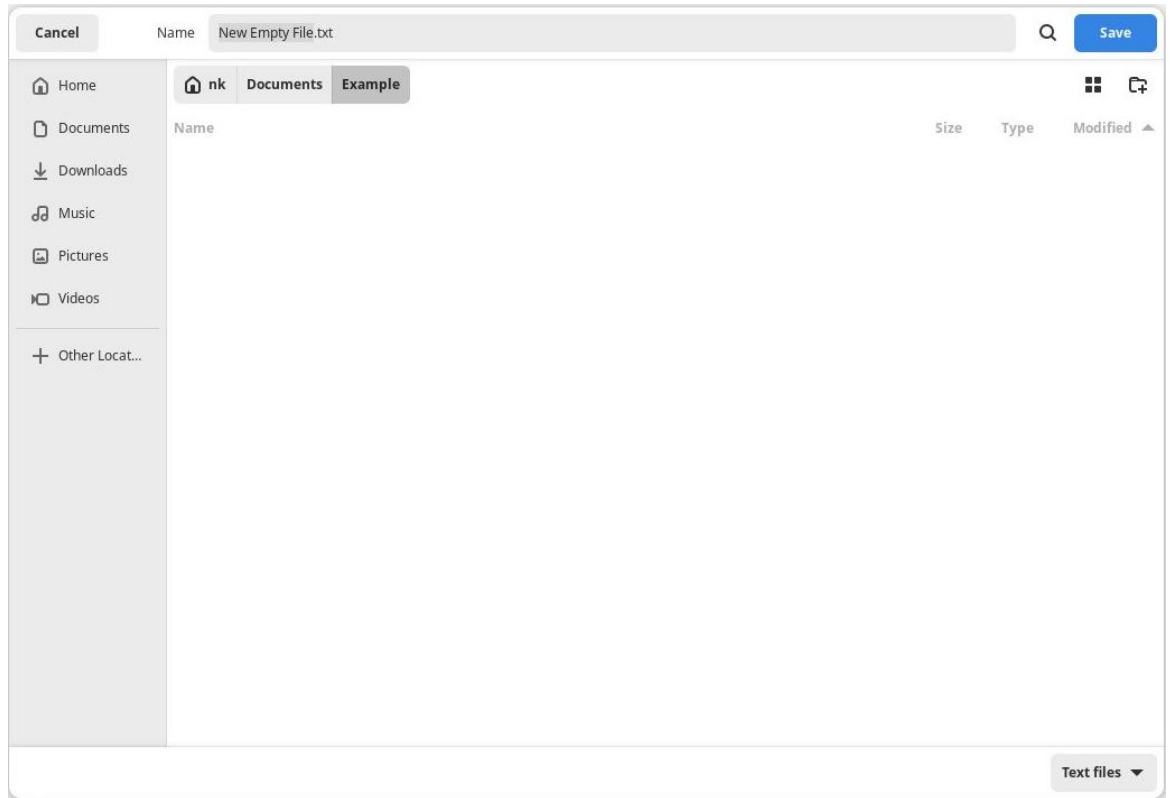 Cancel Name New Empty File.txt Save
Home
Documents
Downloads
Music
Pictures
Videos
Other Locat...
nk Documents Example
Name Size Type Modified
Text files